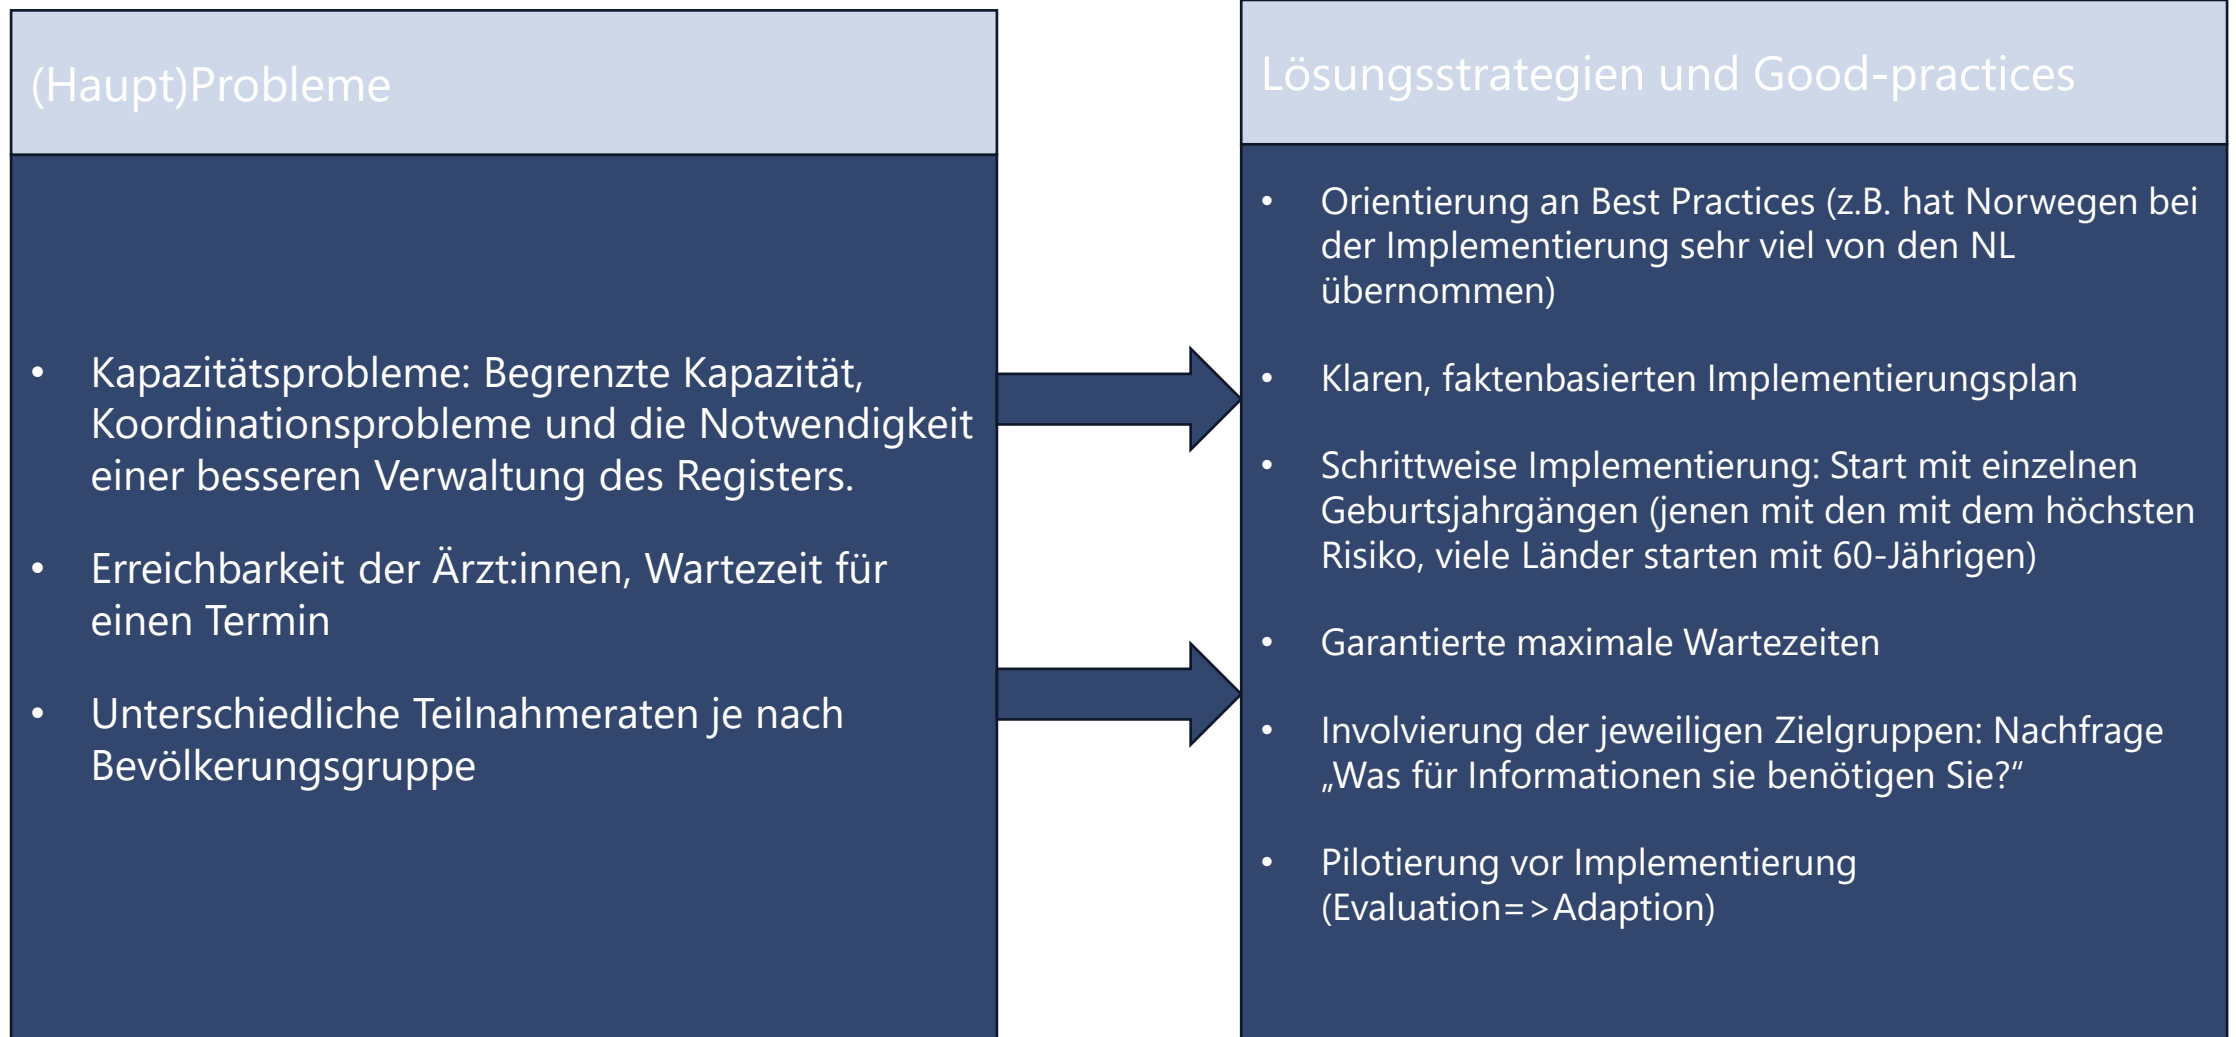 (Haupt)Probleme
• Kapazitätsprobleme: Begrenzte Kapazität,
Koordinationsprobleme und die Notwendigkeit
einer besseren Verwaltung des Registers.
• Erreichbarkeit der Ärzt:innen, Wartezeit für
einen Termin
• Unterschiedliche Teilnahmeraten je nach
Bevölkerungsgruppe
Lösungsstrategien und Good-practices
• Orientierung an Best Practices (z.B. hat Norwegen bei
der Implementierung sehr viel von den NL
übernommen)
• Klaren, faktenbasierten Implementierungsplan
• Schrittweise Implementierung: Start mit einzelnen
Geburtsjahrgängen (jenen mit den mit dem höchsten
Risiko, viele Länder starten mit 60-Jährigen)
• Garantierte maximale Wartezeiten
• Involvierung der jeweiligen Zielgruppen: Nachfrage
„Was für Informationen sie benötigen Sie?“
• Pilotierung vor Implementierung
(Evaluation=>Adaption)